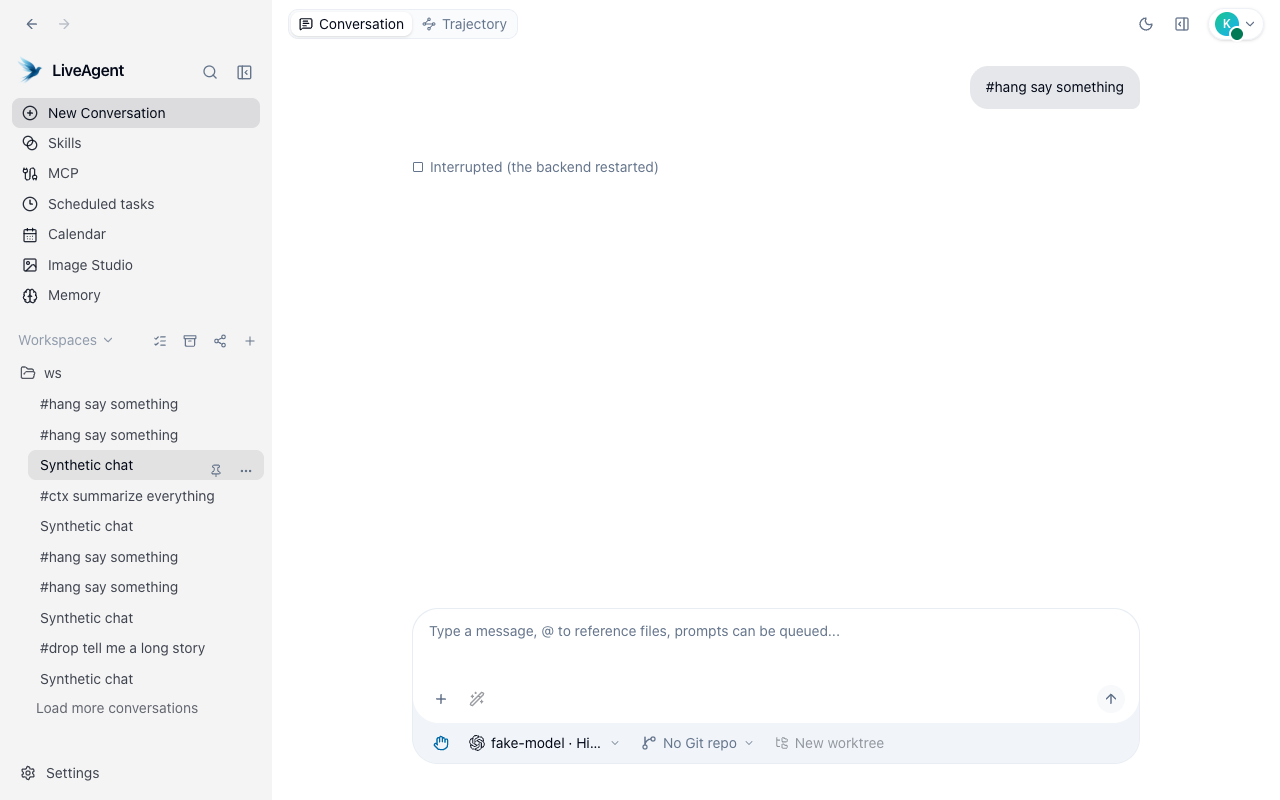 Conversation
Trajectory
K
LiveAgent
New Conversation
Skills
MCP
Scheduled tasks
Calendar
Image Studio
Memory
Workspaces
ws
#hang say something
#hang say something
Synthetic chat
#ctx summarize everything
Synthetic chat
#hang say something
#hang say something
Synthetic chat
#drop tell me a long story
Synthetic chat
Load more conversations
Settings
#hang say something
Interrupted (the backend restarted)
Type a message, @ to reference files, prompts can be queued...
fake-model · Hi...
No Git repo
New worktree